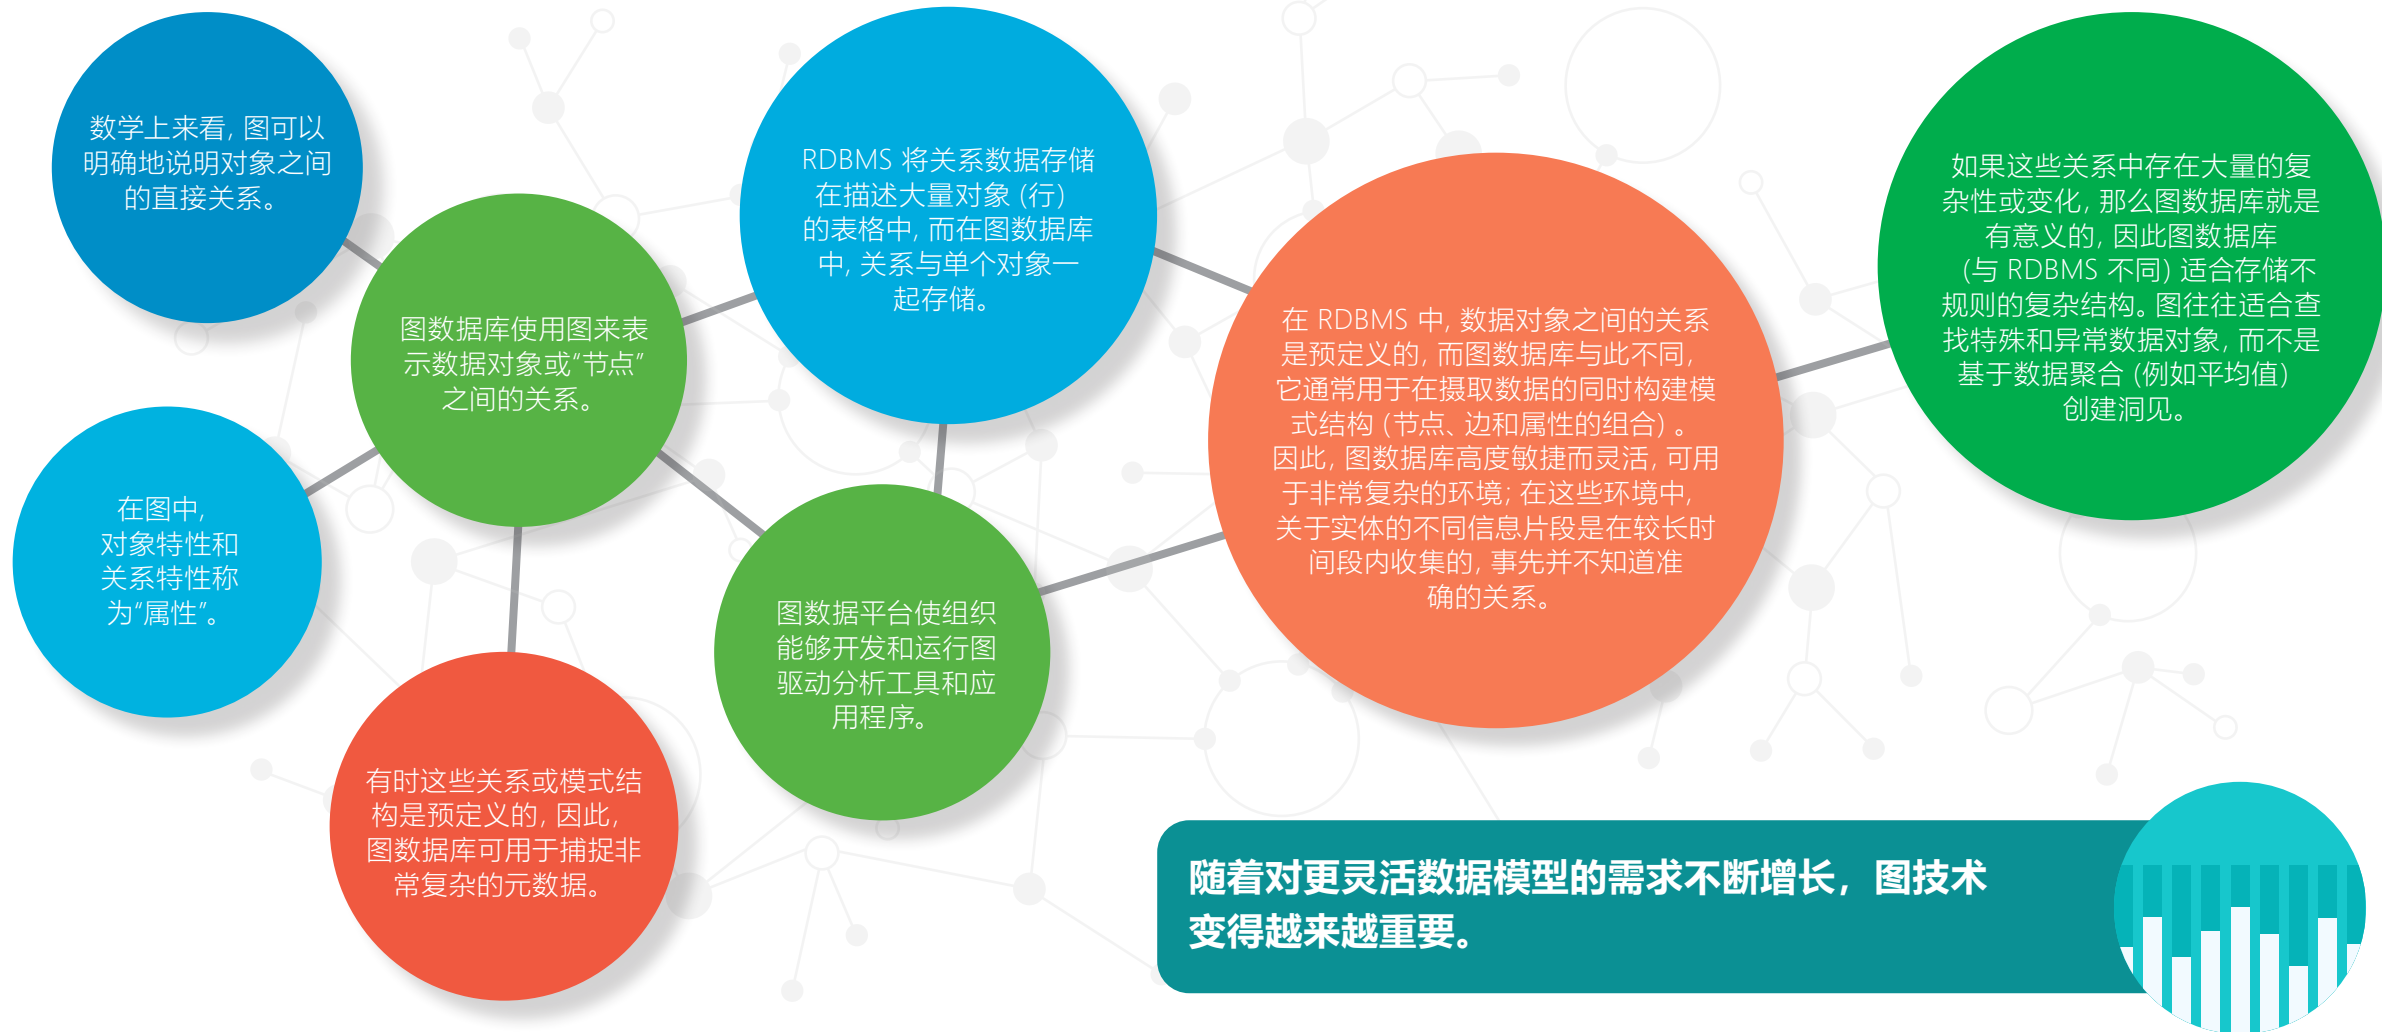 数学上来看, 图可以
明确地说明对象之间
的直接关系。
图数据库使用图来表
示数据对象或“节点”
之间的关系。
在图中,
对象特性和
关系特性称
为“属性”。
有时这些关系或模式结
构是预定义的, 因此,
图数据库可用于捕捉非
常复杂的元数据。
RDBMS 将关系数据存储
在描述大量对象 (行)
的表格中, 而在图数据库
中, 关系与单个对象一
起存储。
图数据平台使组织
能够开发和运行图
驱动分析工具和应
用程序。
在 RDBMS 中, 数据对象之间的关系
是预定义的, 而图数据库与此不同,
它通常用于在摄取数据的同时构建模
式结构 (节点、边和属性的组合) 。
因此, 图数据库高度敏捷而灵活, 可用
于非常复杂的环境; 在这些环境中,
关于实体的不同信息片段是在较长时
间段内收集的, 事先并不知道准
确的关系。
如果这些关系中存在大量的复
杂性或变化, 那么图数据库就是
有意义的, 因此图数据库
(与 RDBMS 不同) 适合存储不
规则的复杂结构。图往往适合查
找特殊和异常数据对象, 而不是
基于数据聚合 (例如平均值)
创建洞见。
随着对更灵活数据模型的需求不断增长，图技术
变得越来越重要。